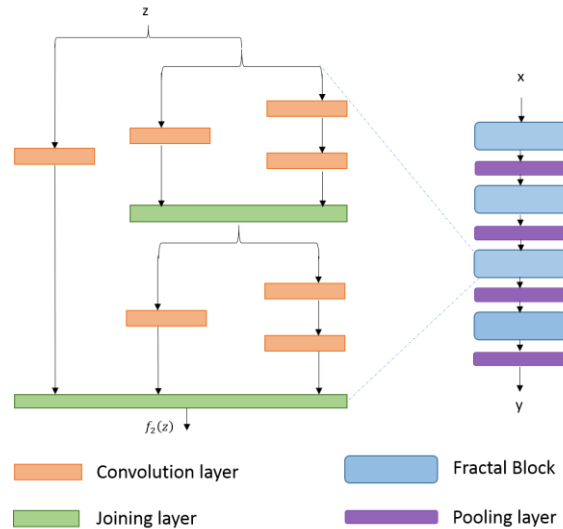 z
x
y
f₂(z)
Convolution layer
Fractal Block
Joining layer
Pooling layer